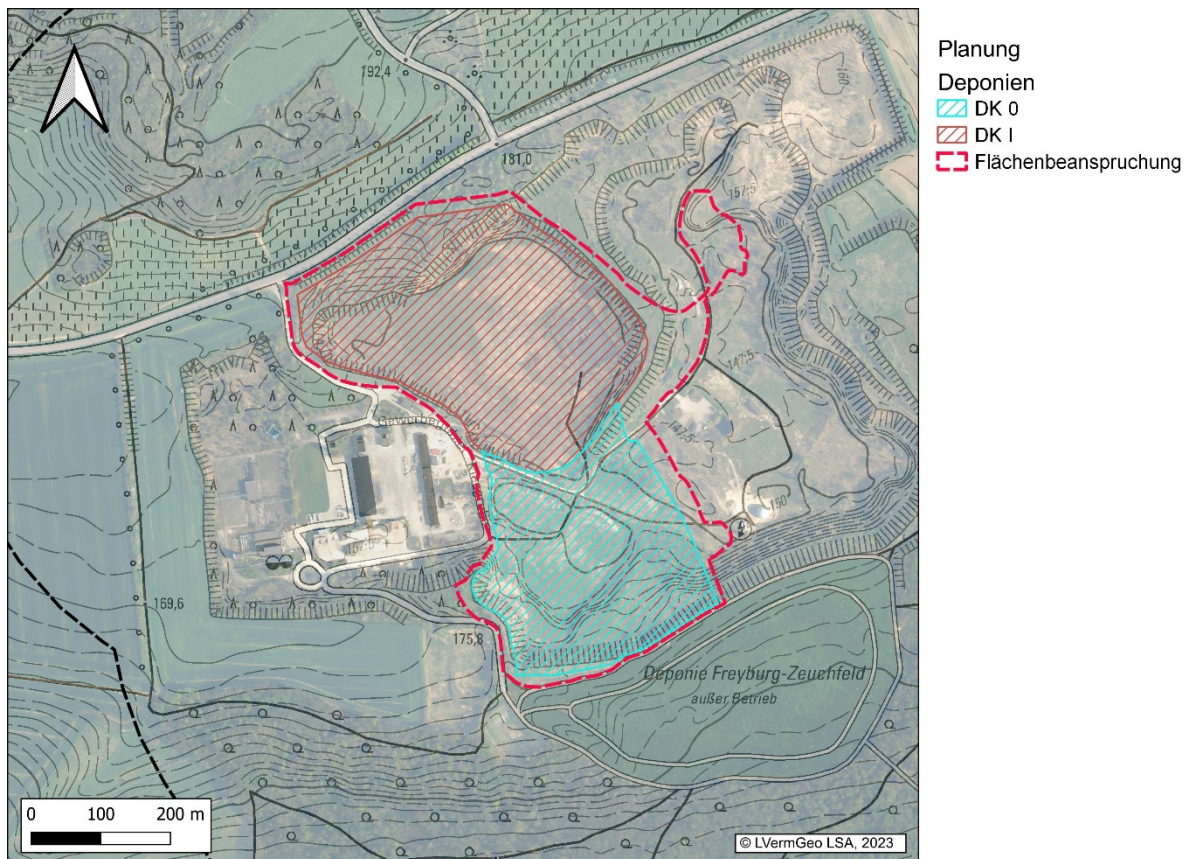 Planung
Deponien
DK 0
DK I
Flächenbeanspruchung
192,4
181,0
160
157,5
147,5
147,5
150
169,6
175,8
Deponie Freyburg-Zeuchfeld
außer Betrieb
0 100 200 m
© LVermGeo LSA, 2023